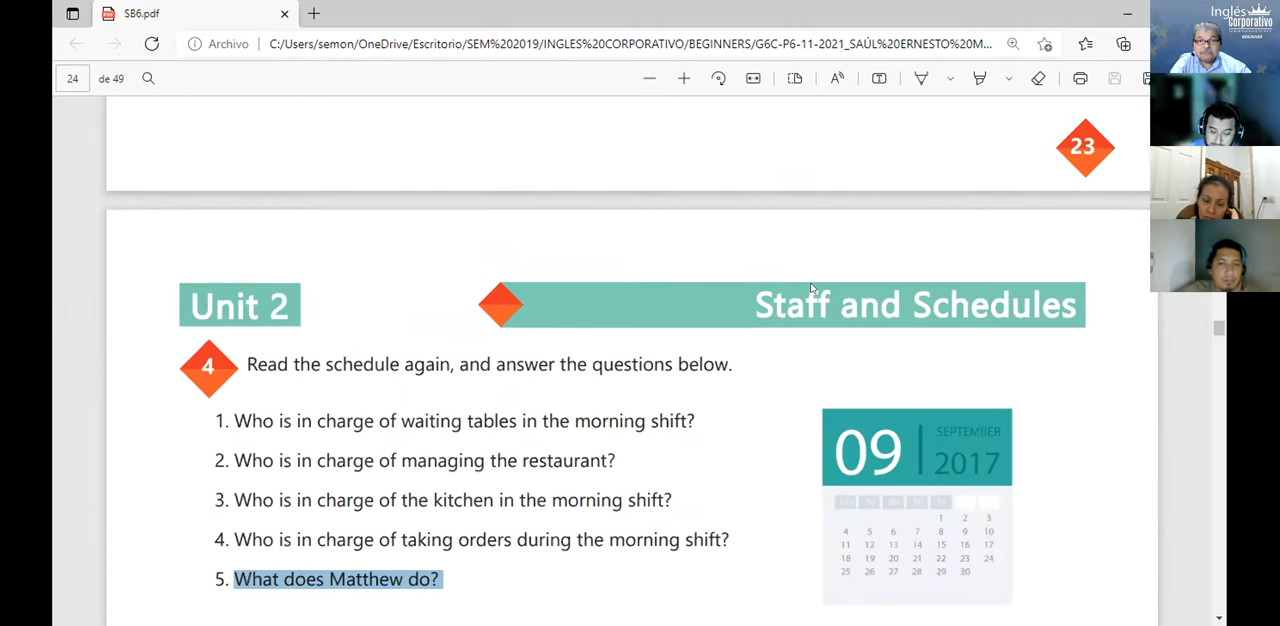 SB6.pdf
Archivo
C:/Users/semon/OneDrive/Escritorio/SEM%202019/INGLES%20CORPORATIVO/BEGINNERS/G6C-P6-11-2021_SAÚL_ERNESTO%20M...
24 de 49
Inglés
Corporativo
BEGINNER
23
Unit 2
Staff and Schedules
4 Read the schedule again, and answer the questions below.
1. Who is in charge of waiting tables in the morning shift?
2. Who is in charge of managing the restaurant?
3. Who is in charge of the kitchen in the morning shift?
4. Who is in charge of taking orders during the morning shift?
5. What does Matthew do?
09 SEPTEMBER
2017
1 2 3
4 5 6 7 8 9 10
11 12 13 14 15 16 17
18 19 20 21 22 23 24
25 26 27 28 29 30